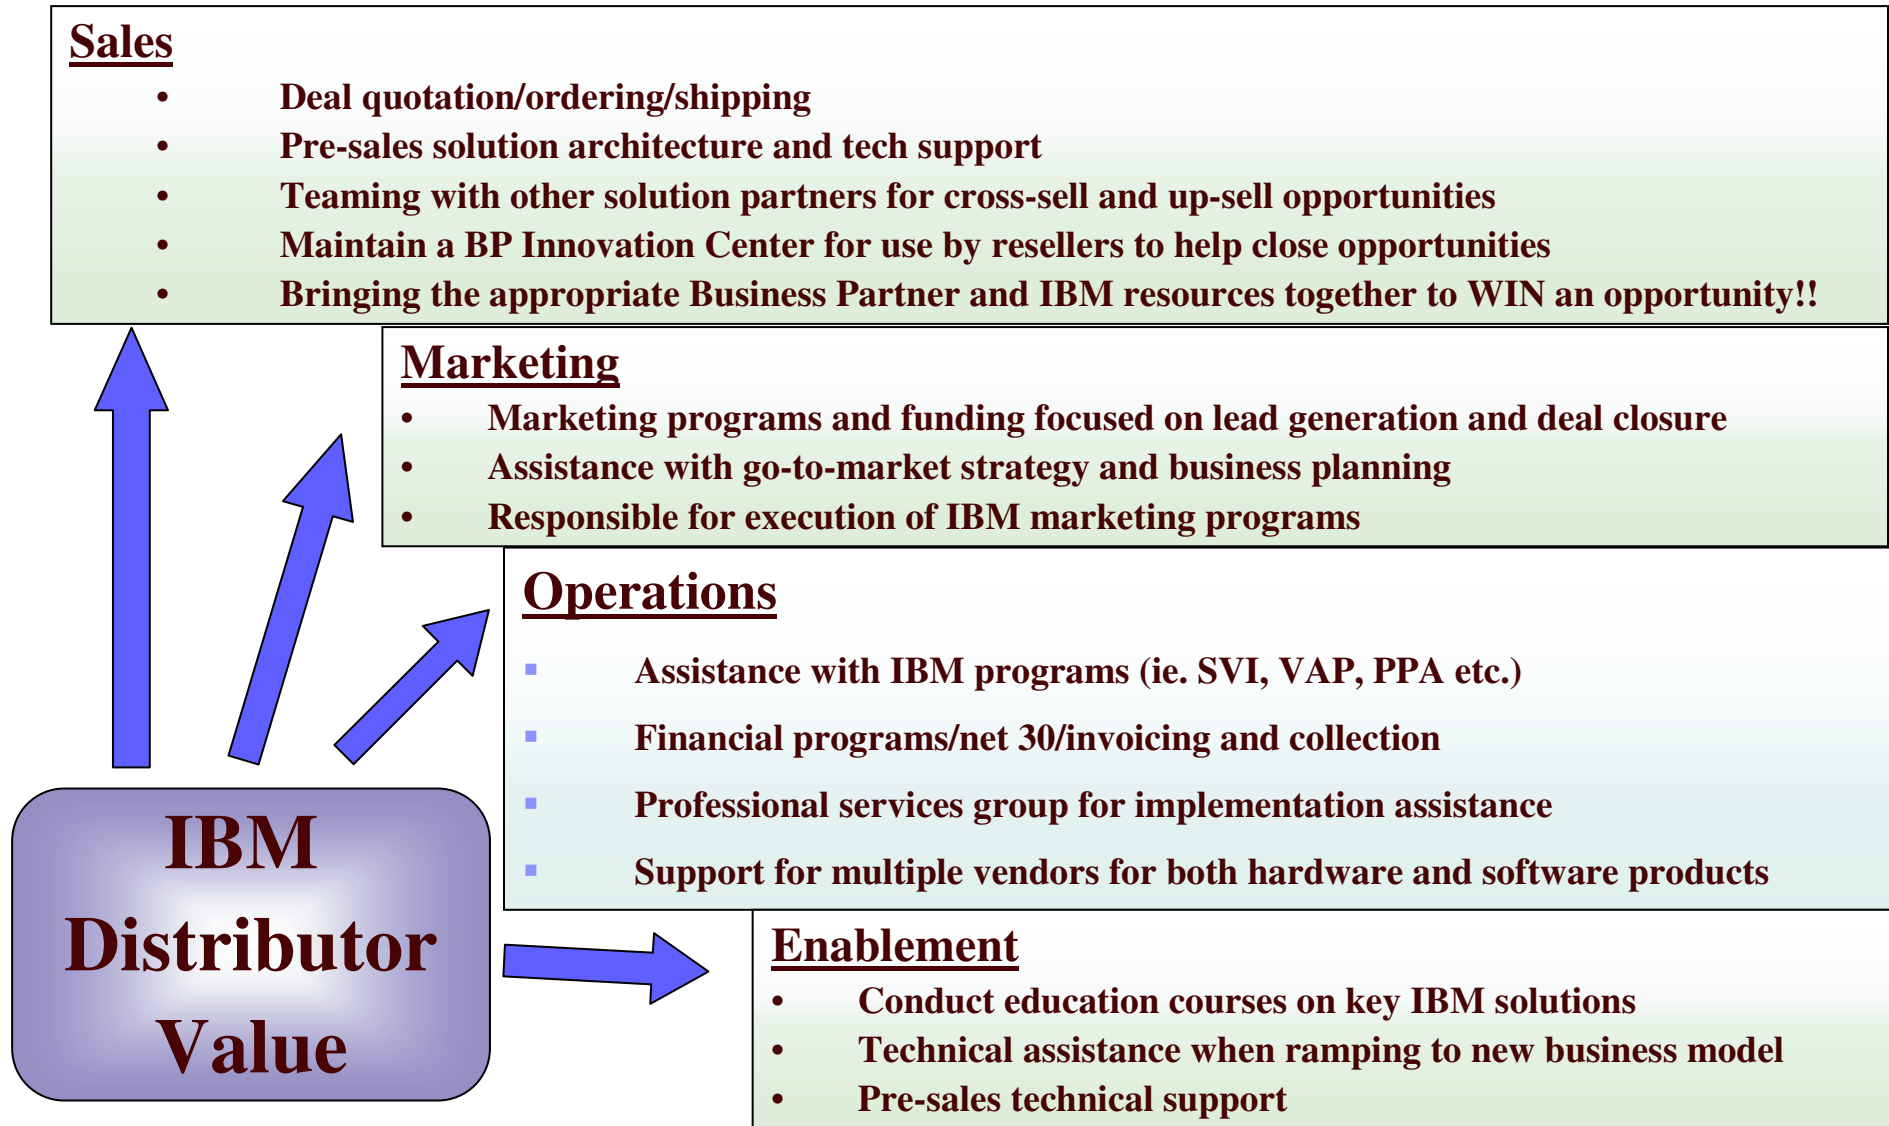 Sales
• Deal quotation/ordering/shipping
• Pre-sales solution architecture and tech support
• Teaming with other solution partners for cross-sell and up-sell opportunities
• Maintain a BP Innovation Center for use by resellers to help close opportunities
• Bringing the appropriate Business Partner and IBM resources together to WIN an opportunity!!
Marketing
• Marketing programs and funding focused on lead generation and deal closure
• Assistance with go-to-market strategy and business planning
• Responsible for execution of IBM marketing programs
Operations
▪ Assistance with IBM programs (ie. SVI, VAP, PPA etc.)
▪ Financial programs/net 30/invoicing and collection
▪ Professional services group for implementation assistance
▪ Support for multiple vendors for both hardware and software products
IBM
Distributor
Value
Enablement
• Conduct education courses on key IBM solutions
• Technical assistance when ramping to new business model
• Pre-sales technical support